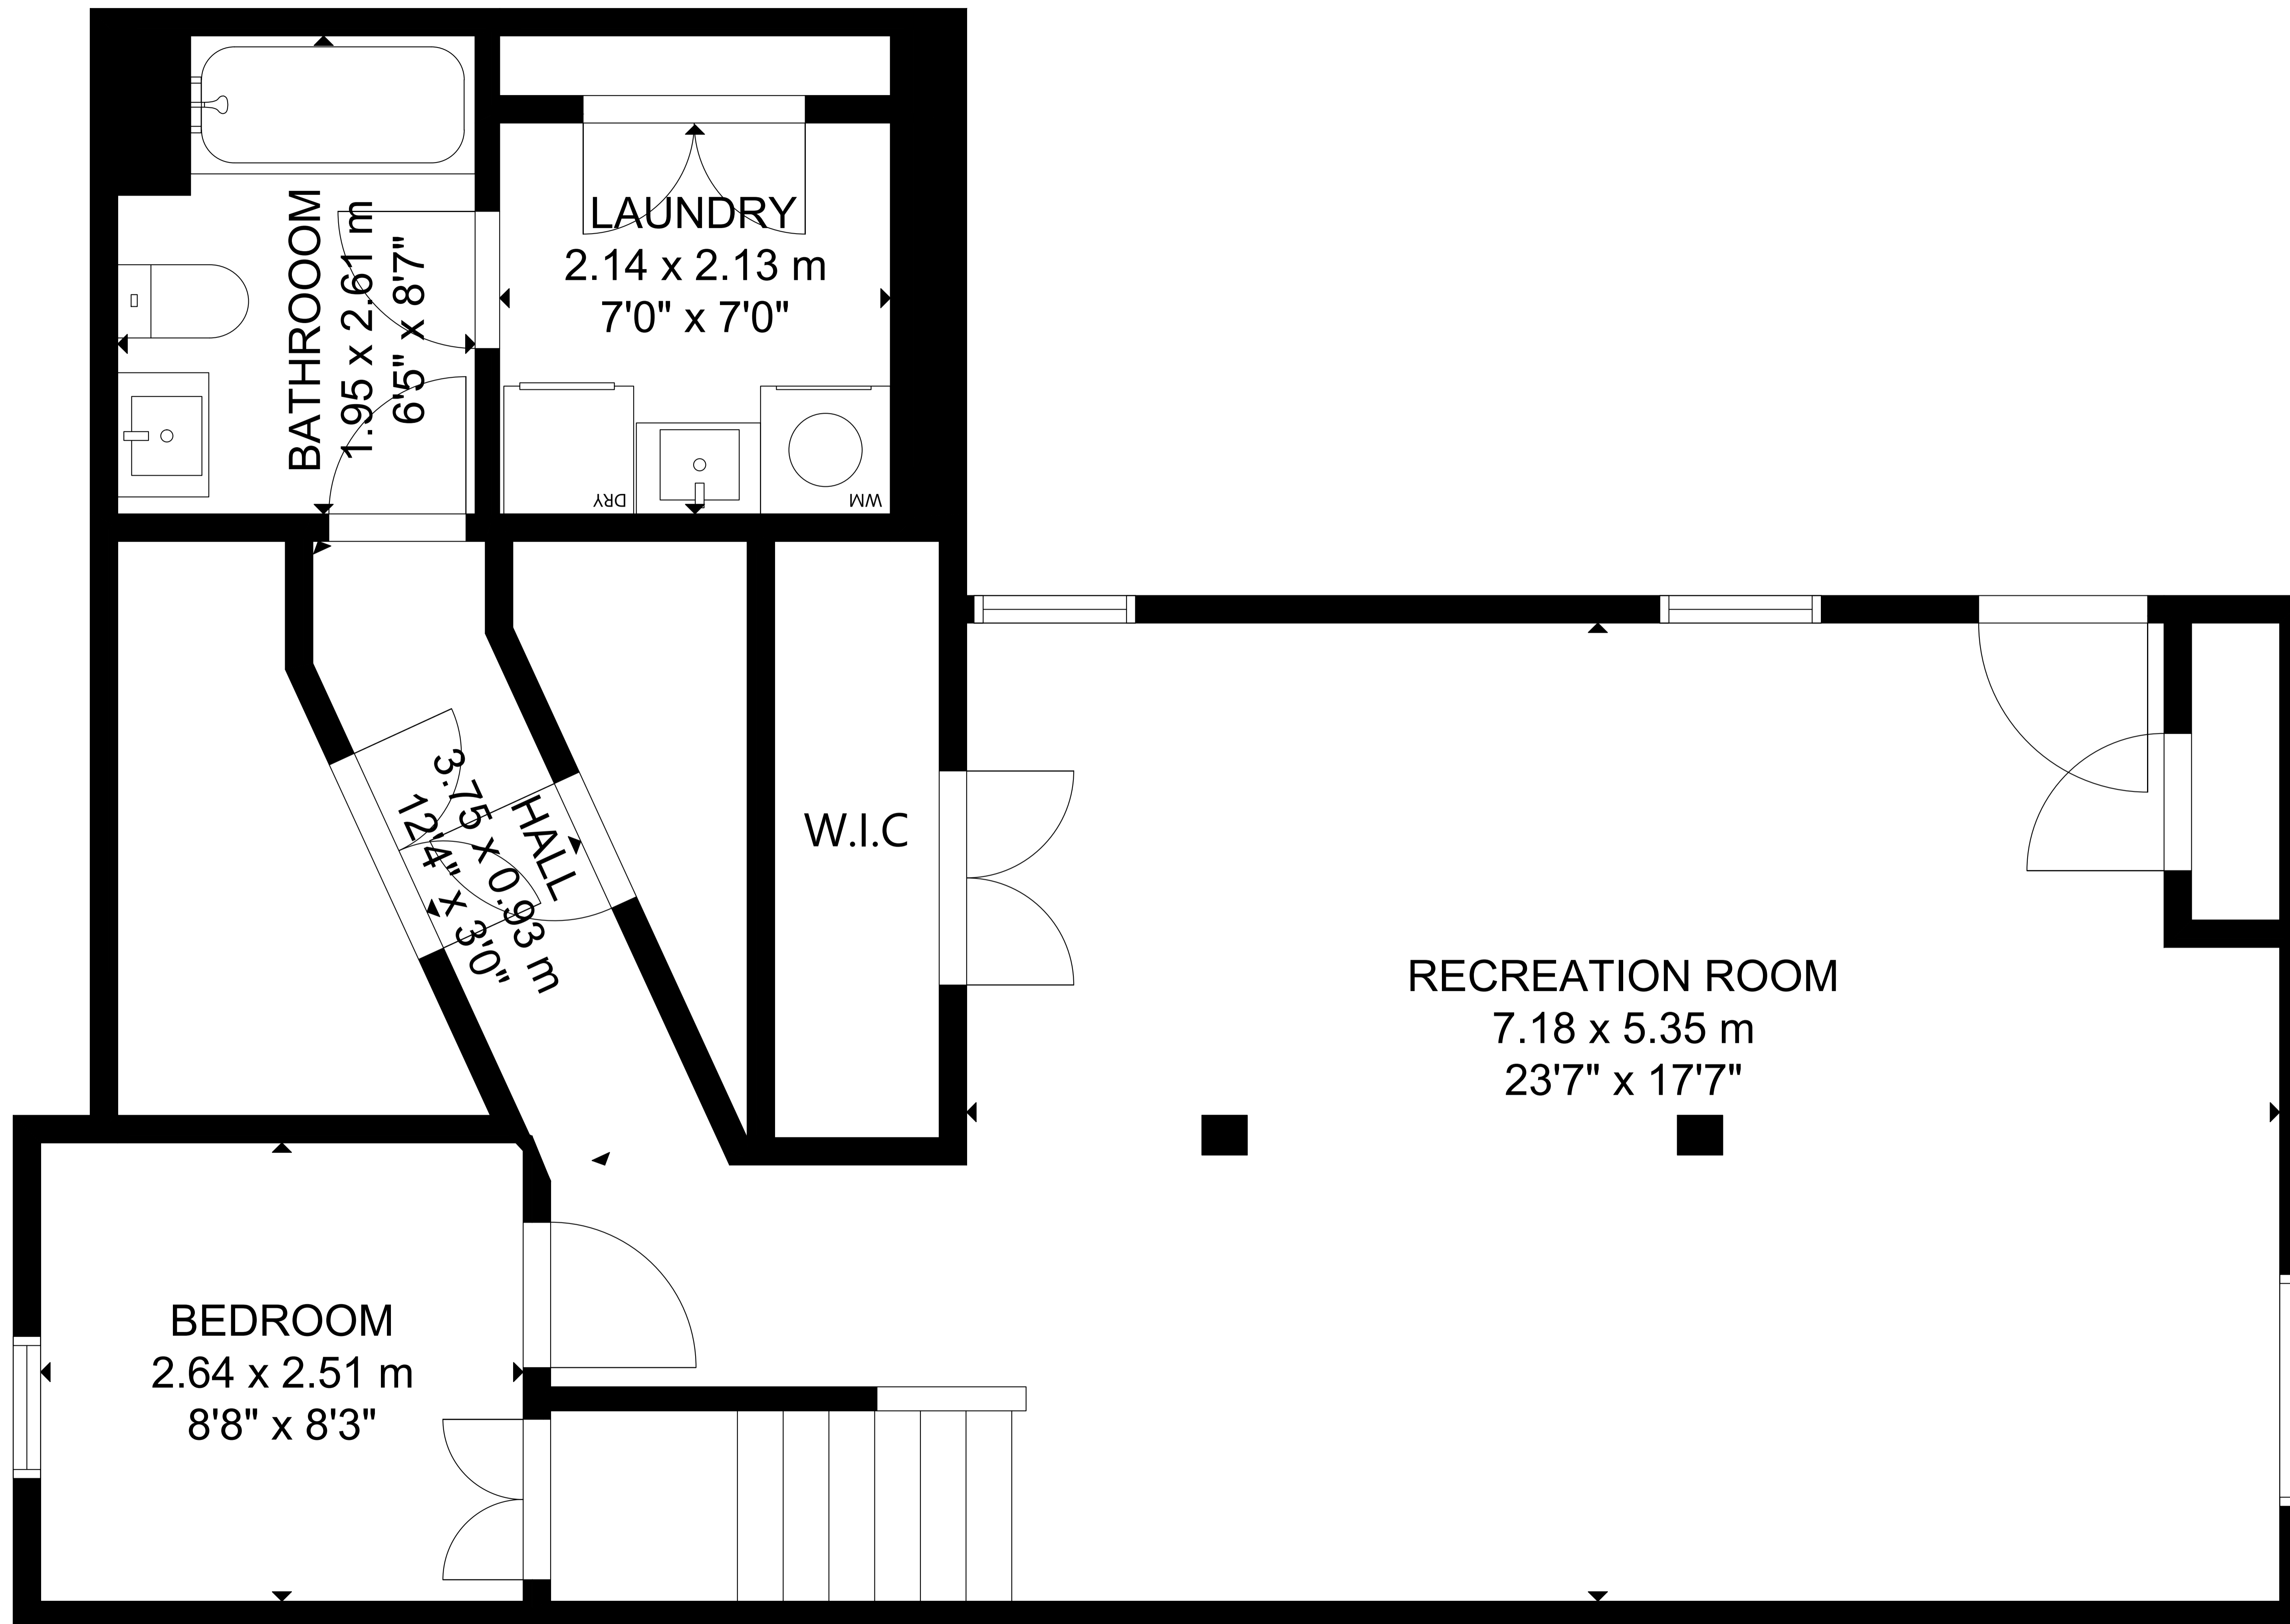 BATHROOOM
1.95 x 2.61 m
6'5" x 8'7"
LAUNDRY
2.14 x 2.13 m
7'0" x 7'0"
DRY
WM
HALL
3.75 x 0.93 m
12'4" x 3'0"
W.I.C
RECREATION ROOM
7.18 x 5.35 m
23'7" x 17'7"
BEDROOM
2.64 x 2.51 m
8'8" x 8'3"